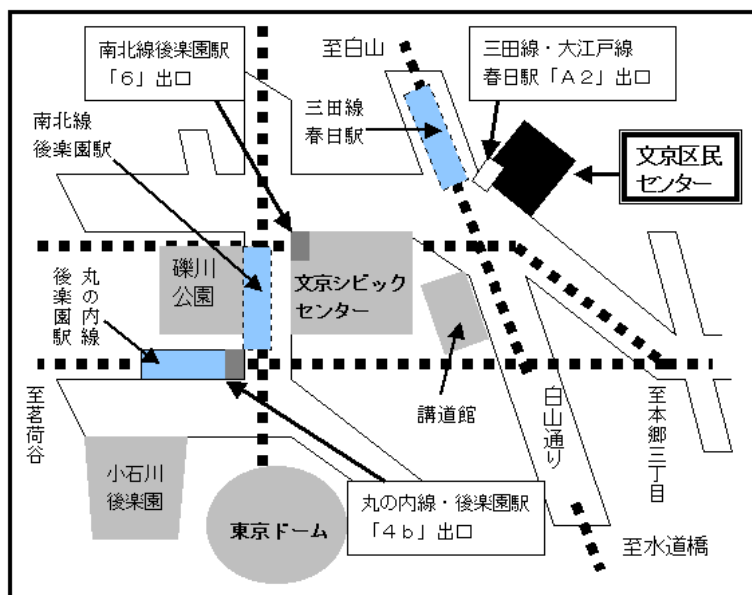 南北線後楽園駅
「6」出口
至白山
三田線・大江戸線
春日駅「A2」出口
南北線
後楽園駅
三田線
春日駅
文京区民
センター
礫川
公園
文京シビック
センター
丸の内線
後楽園駅
講道館
至茗荷谷
白山通り
至本郷三丁目
小石川
後楽園
東京ドーム
丸の内線・後楽園駅
「4b」出口
至水道橋